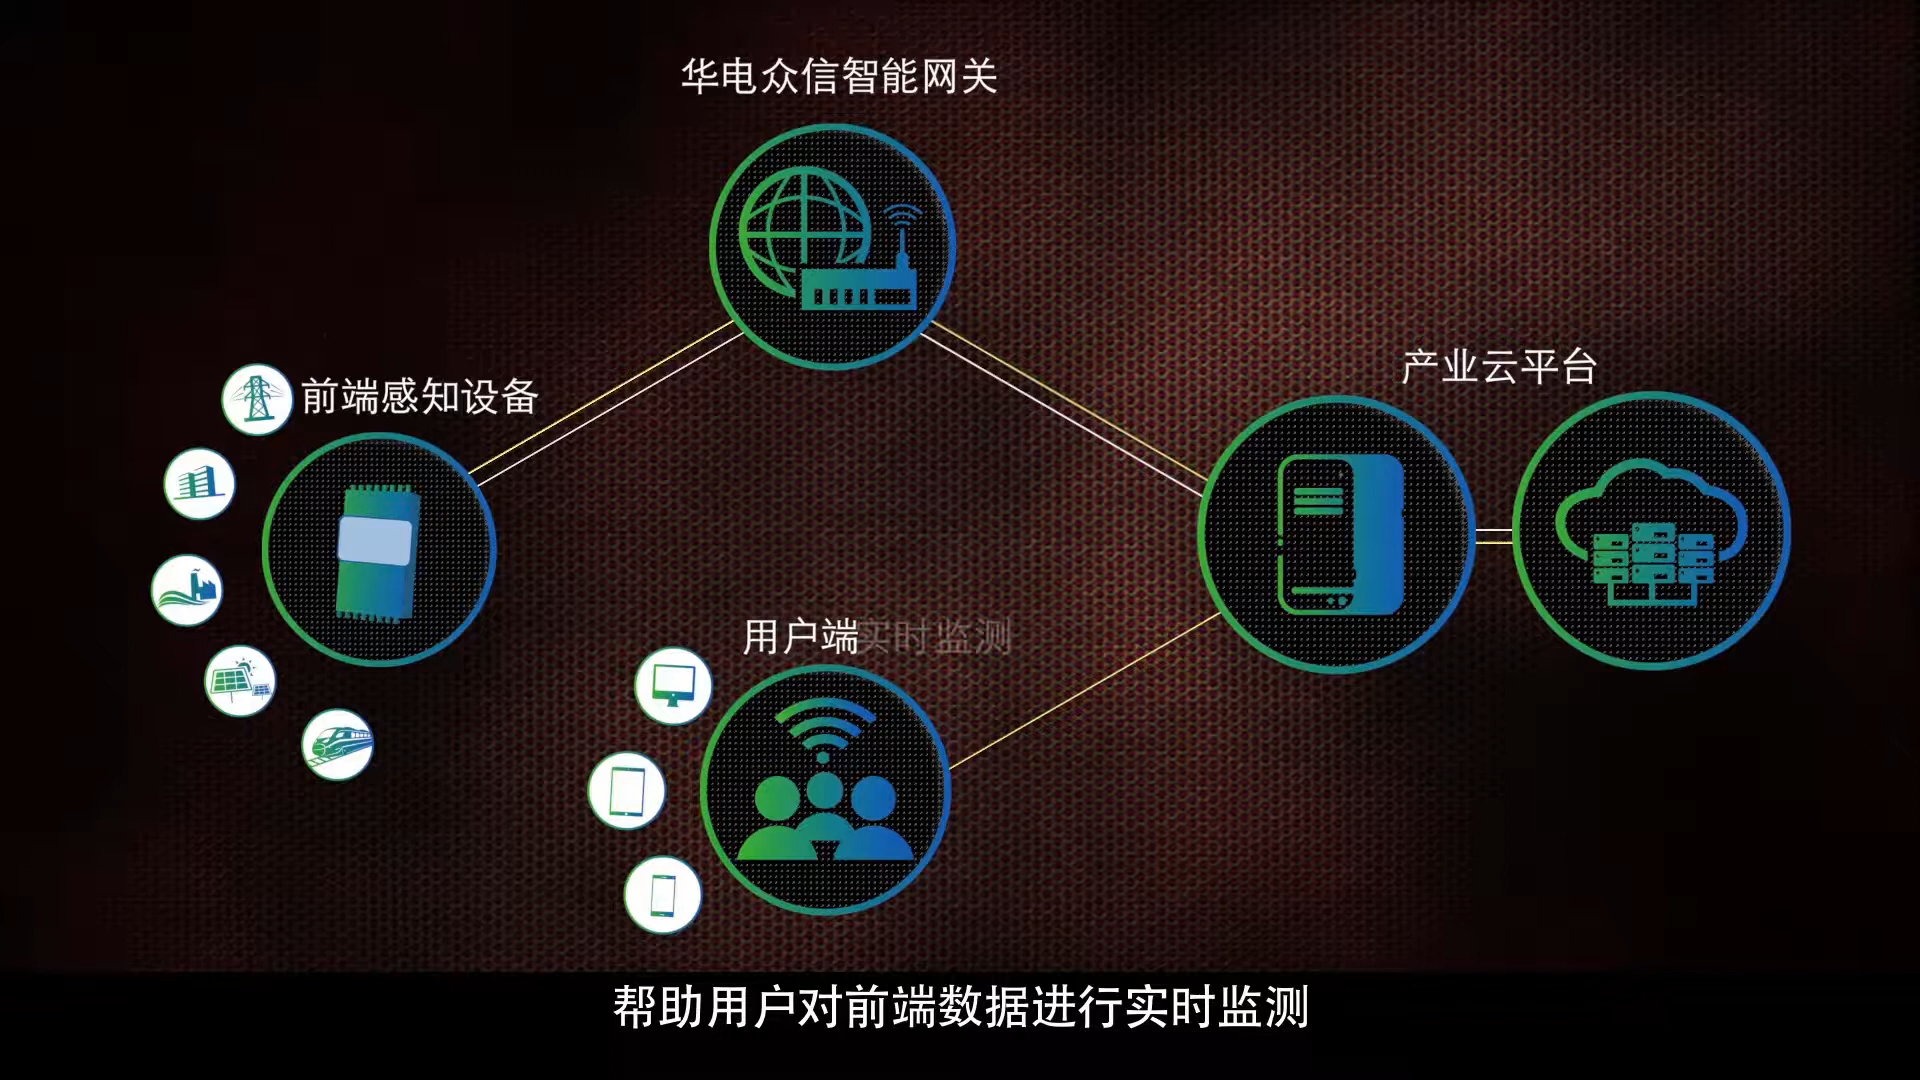 华电众信智能网关
产业云平台
前端感知设备
用户端实时监测
帮助用户对前端数据进行实时监测